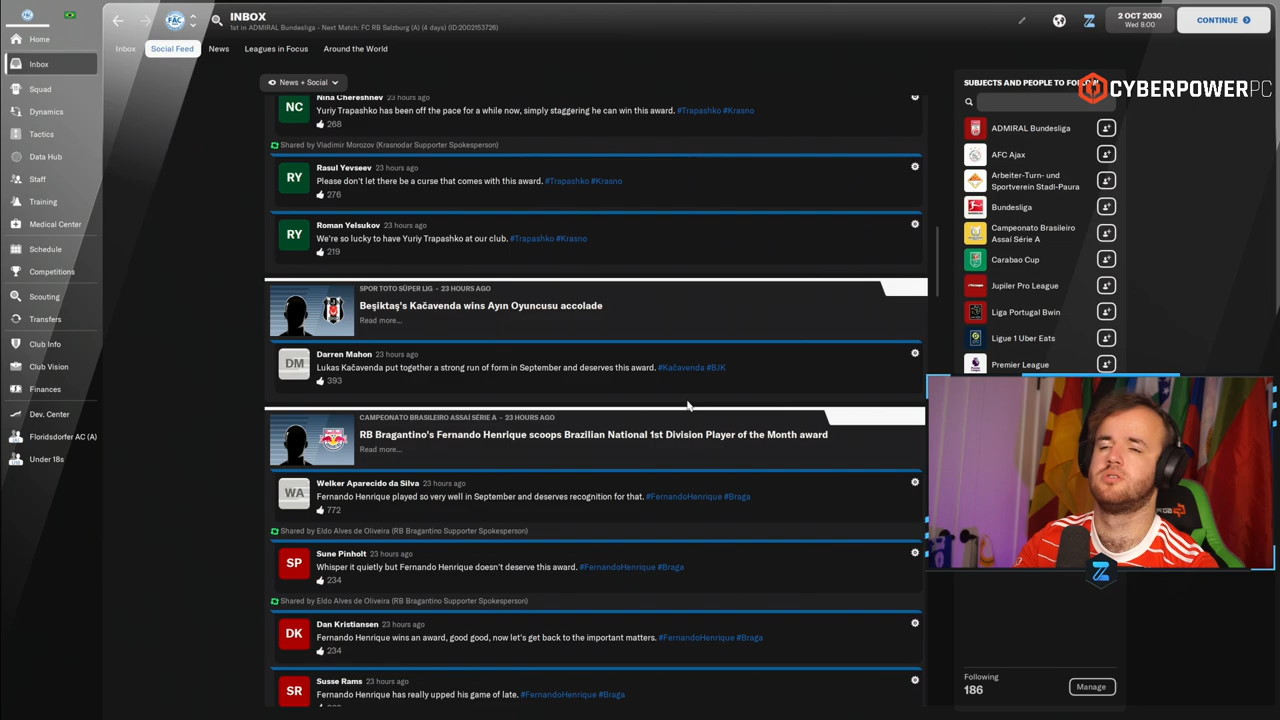 INBOX
1st in ADMIRAL Bundesliga - Next Match: FC RB Salzburg (A) (4 days) (ID:2002153726)
2 OCT 2030
Wed 8:00
CONTINUE
Home
Inbox
Squad
Dynamics
Tactics
Data Hub
Staff
Training
Medical Center
Schedule
Competitions
Scouting
Transfers
Club Info
Club Vision
Finances
Dev. Center
Floridsdorfer AC (A)
Under 18s
Inbox
Social Feed
News
Leagues in Focus
Around the World
News + Social
NC
Nina Chereshnev 23 hours ago
Yuriy Trapashko has been off the pace for a while now, simply staggering he can win this award. #Trapashko #Krasno
268
Shared by Vladimir Morozov (Krasnodar Supporter Spokesperson)
RY
Rasul Yevseev 23 hours ago
Please don't let there be a curse that comes with this award. #Trapashko #Krasno
276
RY
Roman Yelsukov 23 hours ago
We're so lucky to have Yuriy Trapashko at our club. #Trapashko #Krasno
219
SPOR TOTO SÜPER LIG - 23 HOURS AGO
Beşiktaş's Kačavenda wins Ayın Oyuncusu accolade
Read more...
DM
Darren Mahon 23 hours ago
Lukas Kačavenda put together a strong run of form in September and deserves this award. #Kačavenda #BJK
393
CAMPEONATO BRASILEIRO ASSAÍ SÉRIE A - 23 HOURS AGO
RB Bragantino's Fernando Henrique scoops Brazilian National 1st Division Player of the Month award
Read more...
WA
Welker Aparecido da Silva 23 hours ago
Fernando Henrique played so very well in September and deserves recognition for that. #FernandoHenrique #Braga
772
Shared by Eldo Alves de Oliveira (RB Bragantino Supporter Spokesperson)
SP
Sune Pinholt 23 hours ago
Whisper it quietly but Fernando Henrique doesn't deserve this award. #FernandoHenrique #Braga
234
Shared by Eldo Alves de Oliveira (RB Bragantino Supporter Spokesperson)
DK
Dan Kristiansen 23 hours ago
Fernando Henrique wins an award, good good, now let's get back to the important matters. #FernandoHenrique #Braga
234
SR
Susse Rams 23 hours ago
Fernando Henrique has really upped his game of late. #FernandoHenrique #Braga
SUBJECTS AND PEOPLE TO FOLLOW
CYBERPOWERPC
ADMIRAL Bundesliga
AFC Ajax
Arbeiter-Turn- und
Sportverein Stadl-Paura
Bundesliga
Campeonato Brasileiro
Assaí Série A
Carabao Cup
Jupiler Pro League
Liga Portugal Bwin
Ligue 1 Uber Eats
Premier League
Following
186
Manage